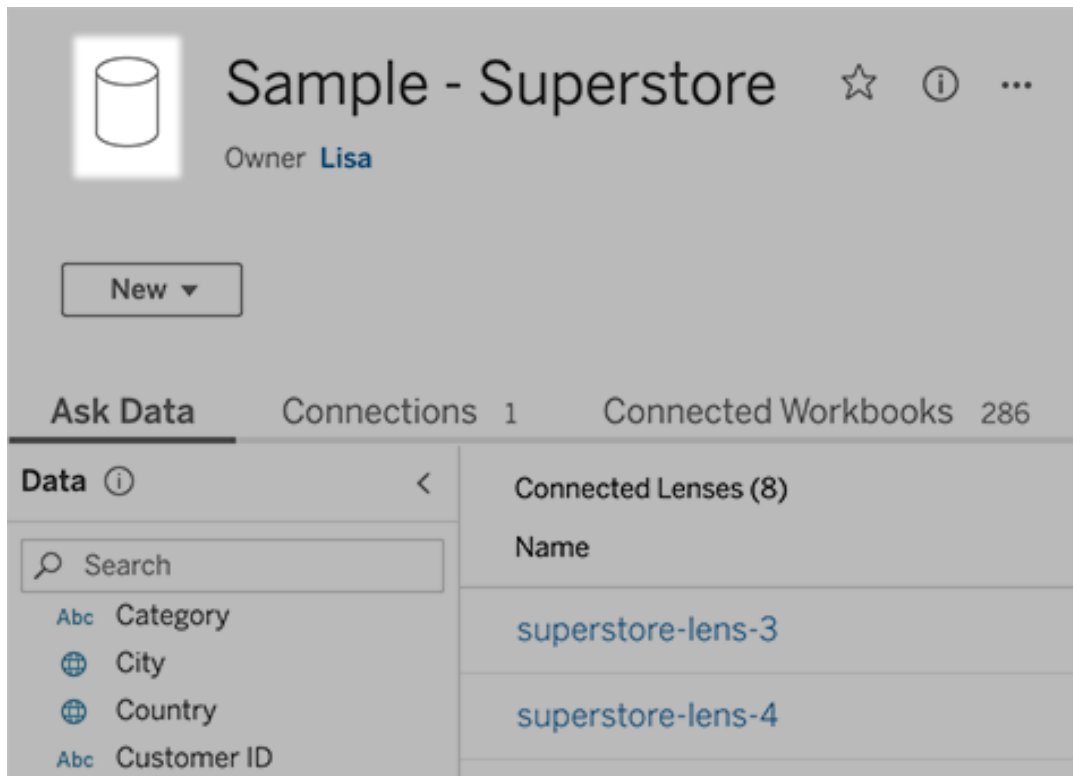 Sample - Superstore
Owner Lisa
New
Ask Data Connections 1 Connected Workbooks 286
Data
Search
Abc Category
City
Country
Abc Customer ID
Connected Lenses (8)
Name
superstore-lens-3
superstore-lens-4